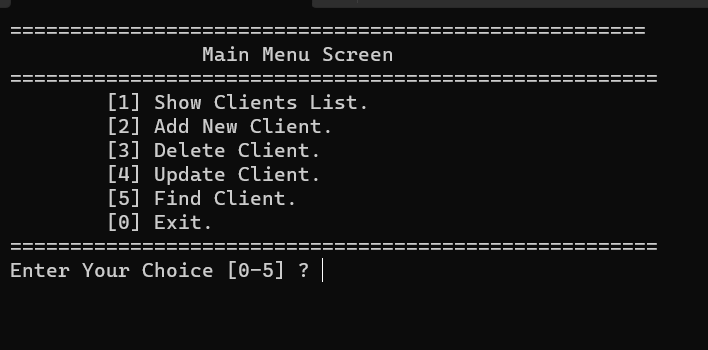 =====================================================
Main Menu Screen
======================================================
[1] Show Clients List.
[2] Add New Client.
[3] Delete Client.
[4] Update Client.
[5] Find Client.
[0] Exit.
======================================================
Enter Your Choice [0-5] ?